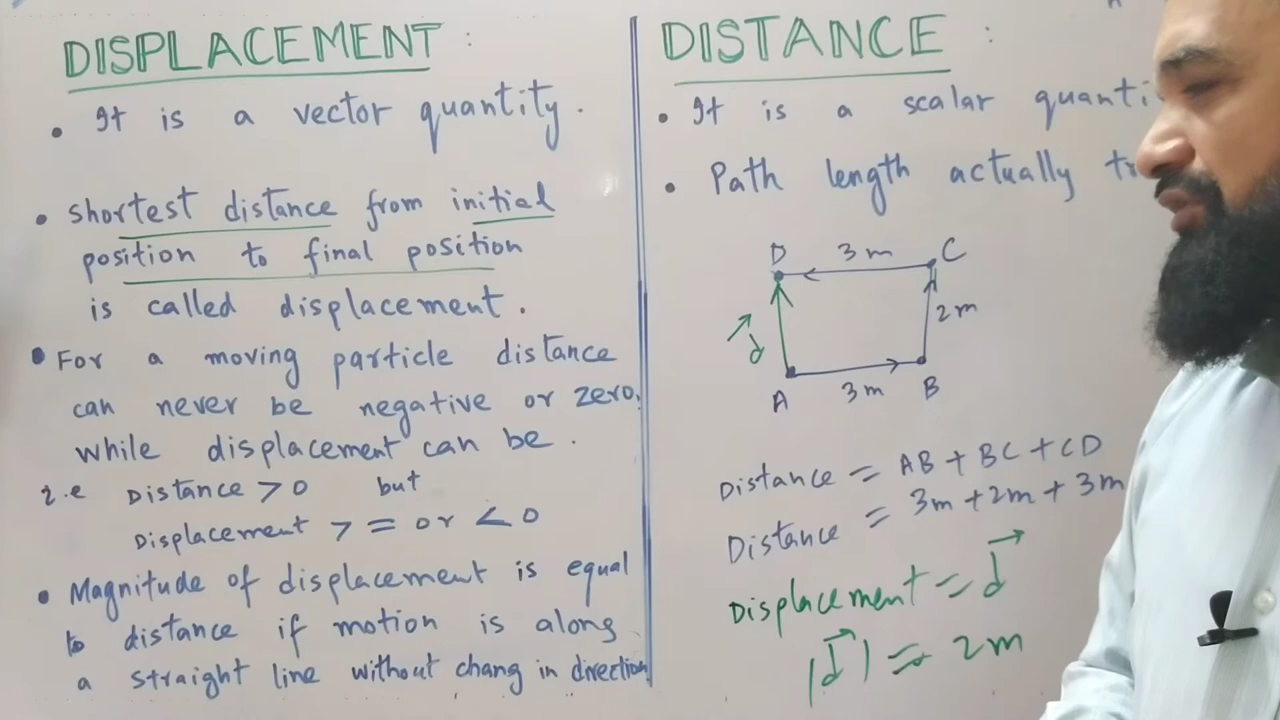 DISPLACEMENT :
• It is a vector quantity.
• Shortest distance from initial
position to final position
is called displacement.
• For a moving particle distance
can never be negative or zero,
while displacement can be.
i.e Distance > 0 but
Displacement > = or < 0
• Magnitude of displacement is equal
to distance if motion is along
a straight line without chang in direction
DISTANCE :
• It is a scalar quanti
• Path length actually
D 3m C
2m
d
A 3m B
Distance = AB + BC + CD
Distance = 3m + 2m + 3m
Displacement = d
|d| = 2m